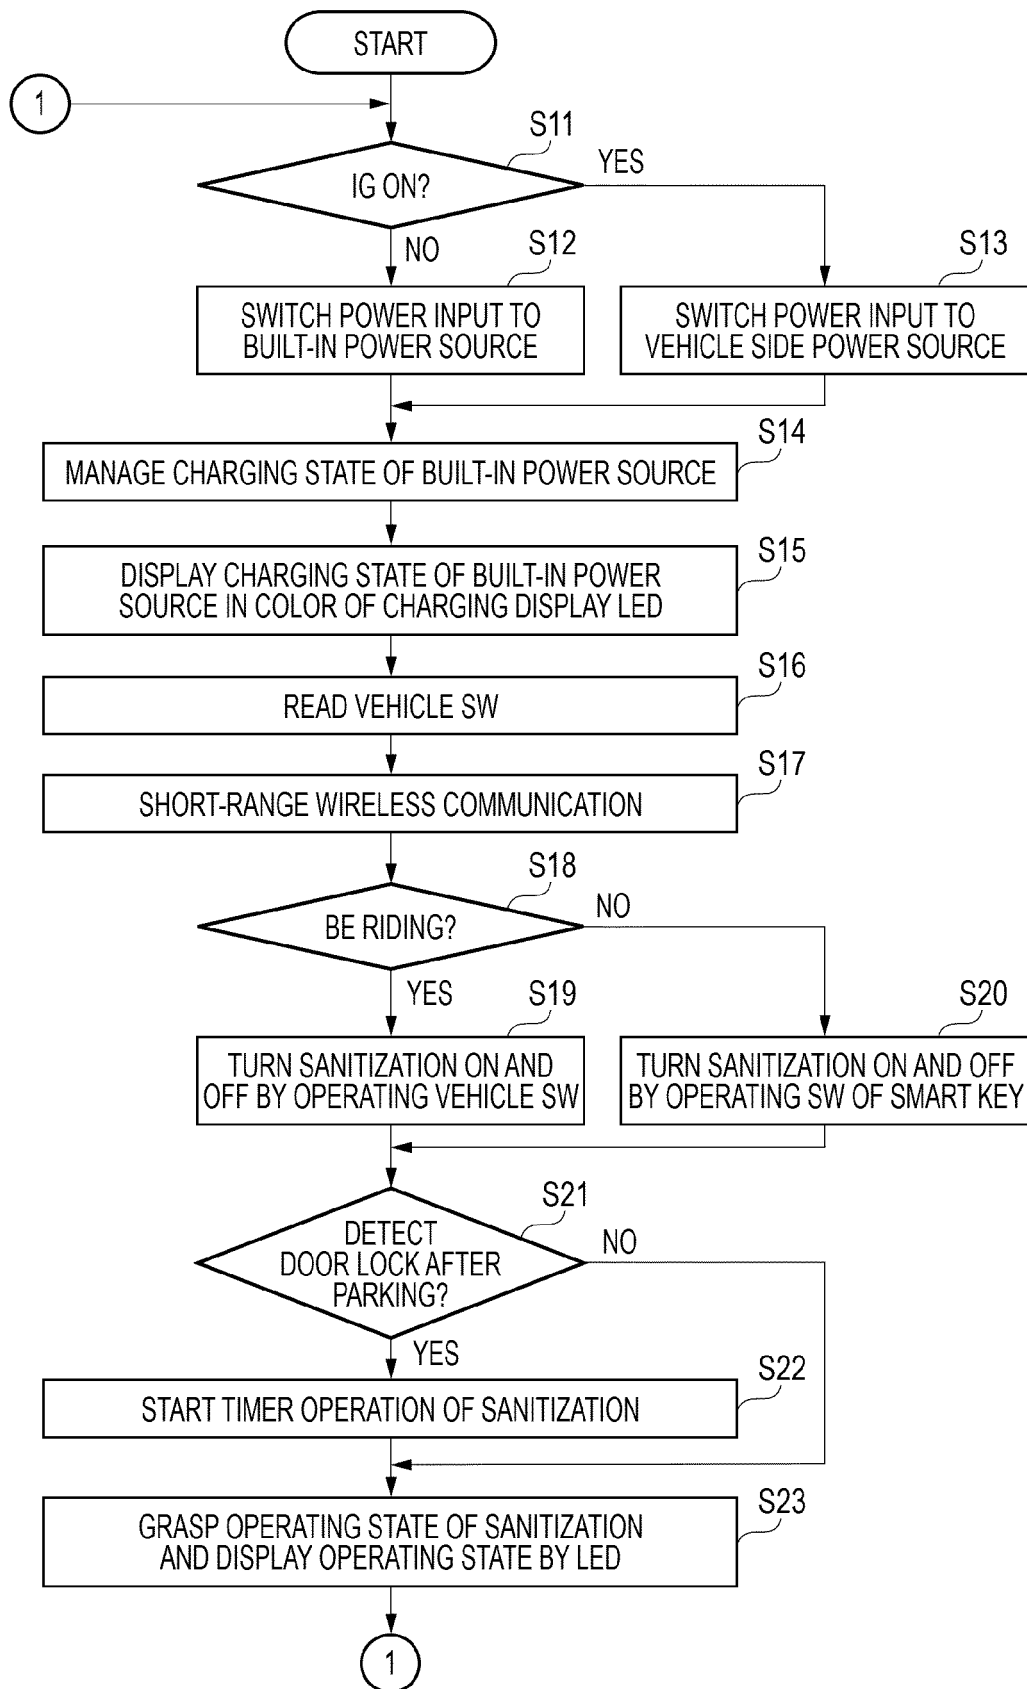 START
1
S11
IG ON?
YES
NO
S12
S13
SWITCH POWER INPUT TO
BUILT-IN POWER SOURCE
SWITCH POWER INPUT TO
VEHICLE SIDE POWER SOURCE
S14
MANAGE CHARGING STATE OF BUILT-IN POWER SOURCE
S15
DISPLAY CHARGING STATE OF BUILT-IN POWER
SOURCE IN COLOR OF CHARGING DISPLAY LED
S16
READ VEHICLE SW
S17
SHORT-RANGE WIRELESS COMMUNICATION
S18
BE RIDING?
NO
YES
S19
S20
TURN SANITIZATION ON AND
OFF BY OPERATING VEHICLE SW
TURN SANITIZATION ON AND OFF
BY OPERATING SW OF SMART KEY
S21
DETECT
DOOR LOCK AFTER
PARKING?
NO
YES
S22
START TIMER OPERATION OF SANITIZATION
S23
GRASP OPERATING STATE OF SANITIZATION
AND DISPLAY OPERATING STATE BY LED
1